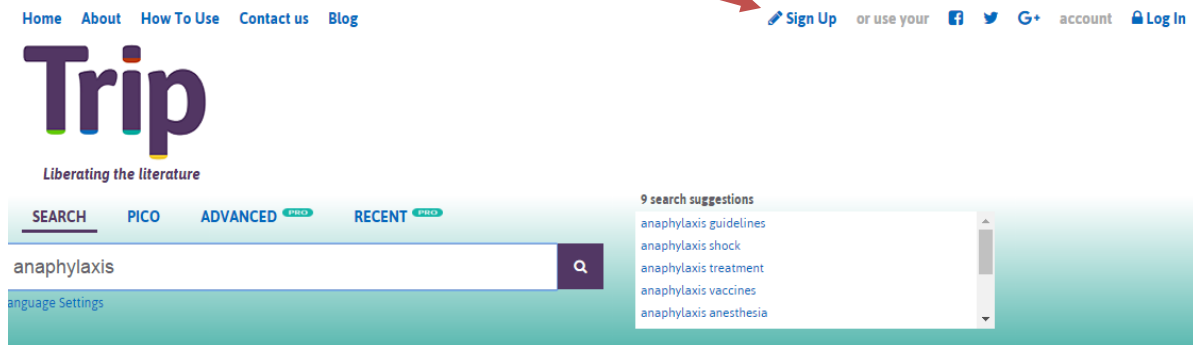 Home About How To Use Contact us Blog
Sign Up or use your G+ account Log In
Trip
Liberating the literature
SEARCH PICO ADVANCED PRO RECENT PRO
anaphylaxis
anguage Settings
9 search suggestions
anaphylaxis guidelines
anaphylaxis shock
anaphylaxis treatment
anaphylaxis vaccines
anaphylaxis anesthesia